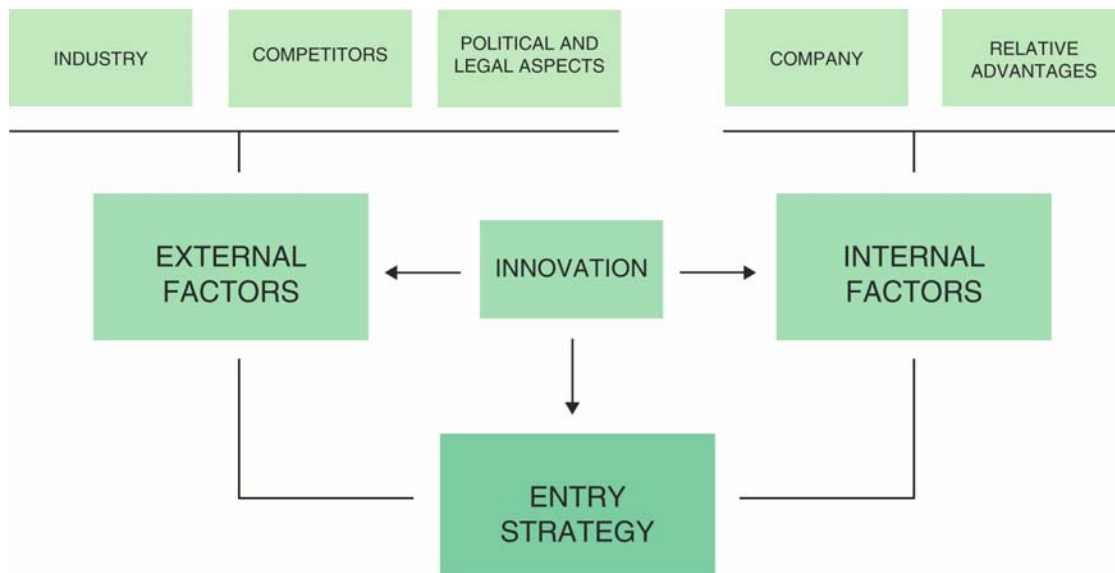 INDUSTRY
COMPETITORS
POLITICAL AND
LEGAL ASPECTS
COMPANY
RELATIVE
ADVANTAGES
EXTERNAL
FACTORS
INNOVATION
INTERNAL
FACTORS
ENTRY
STRATEGY